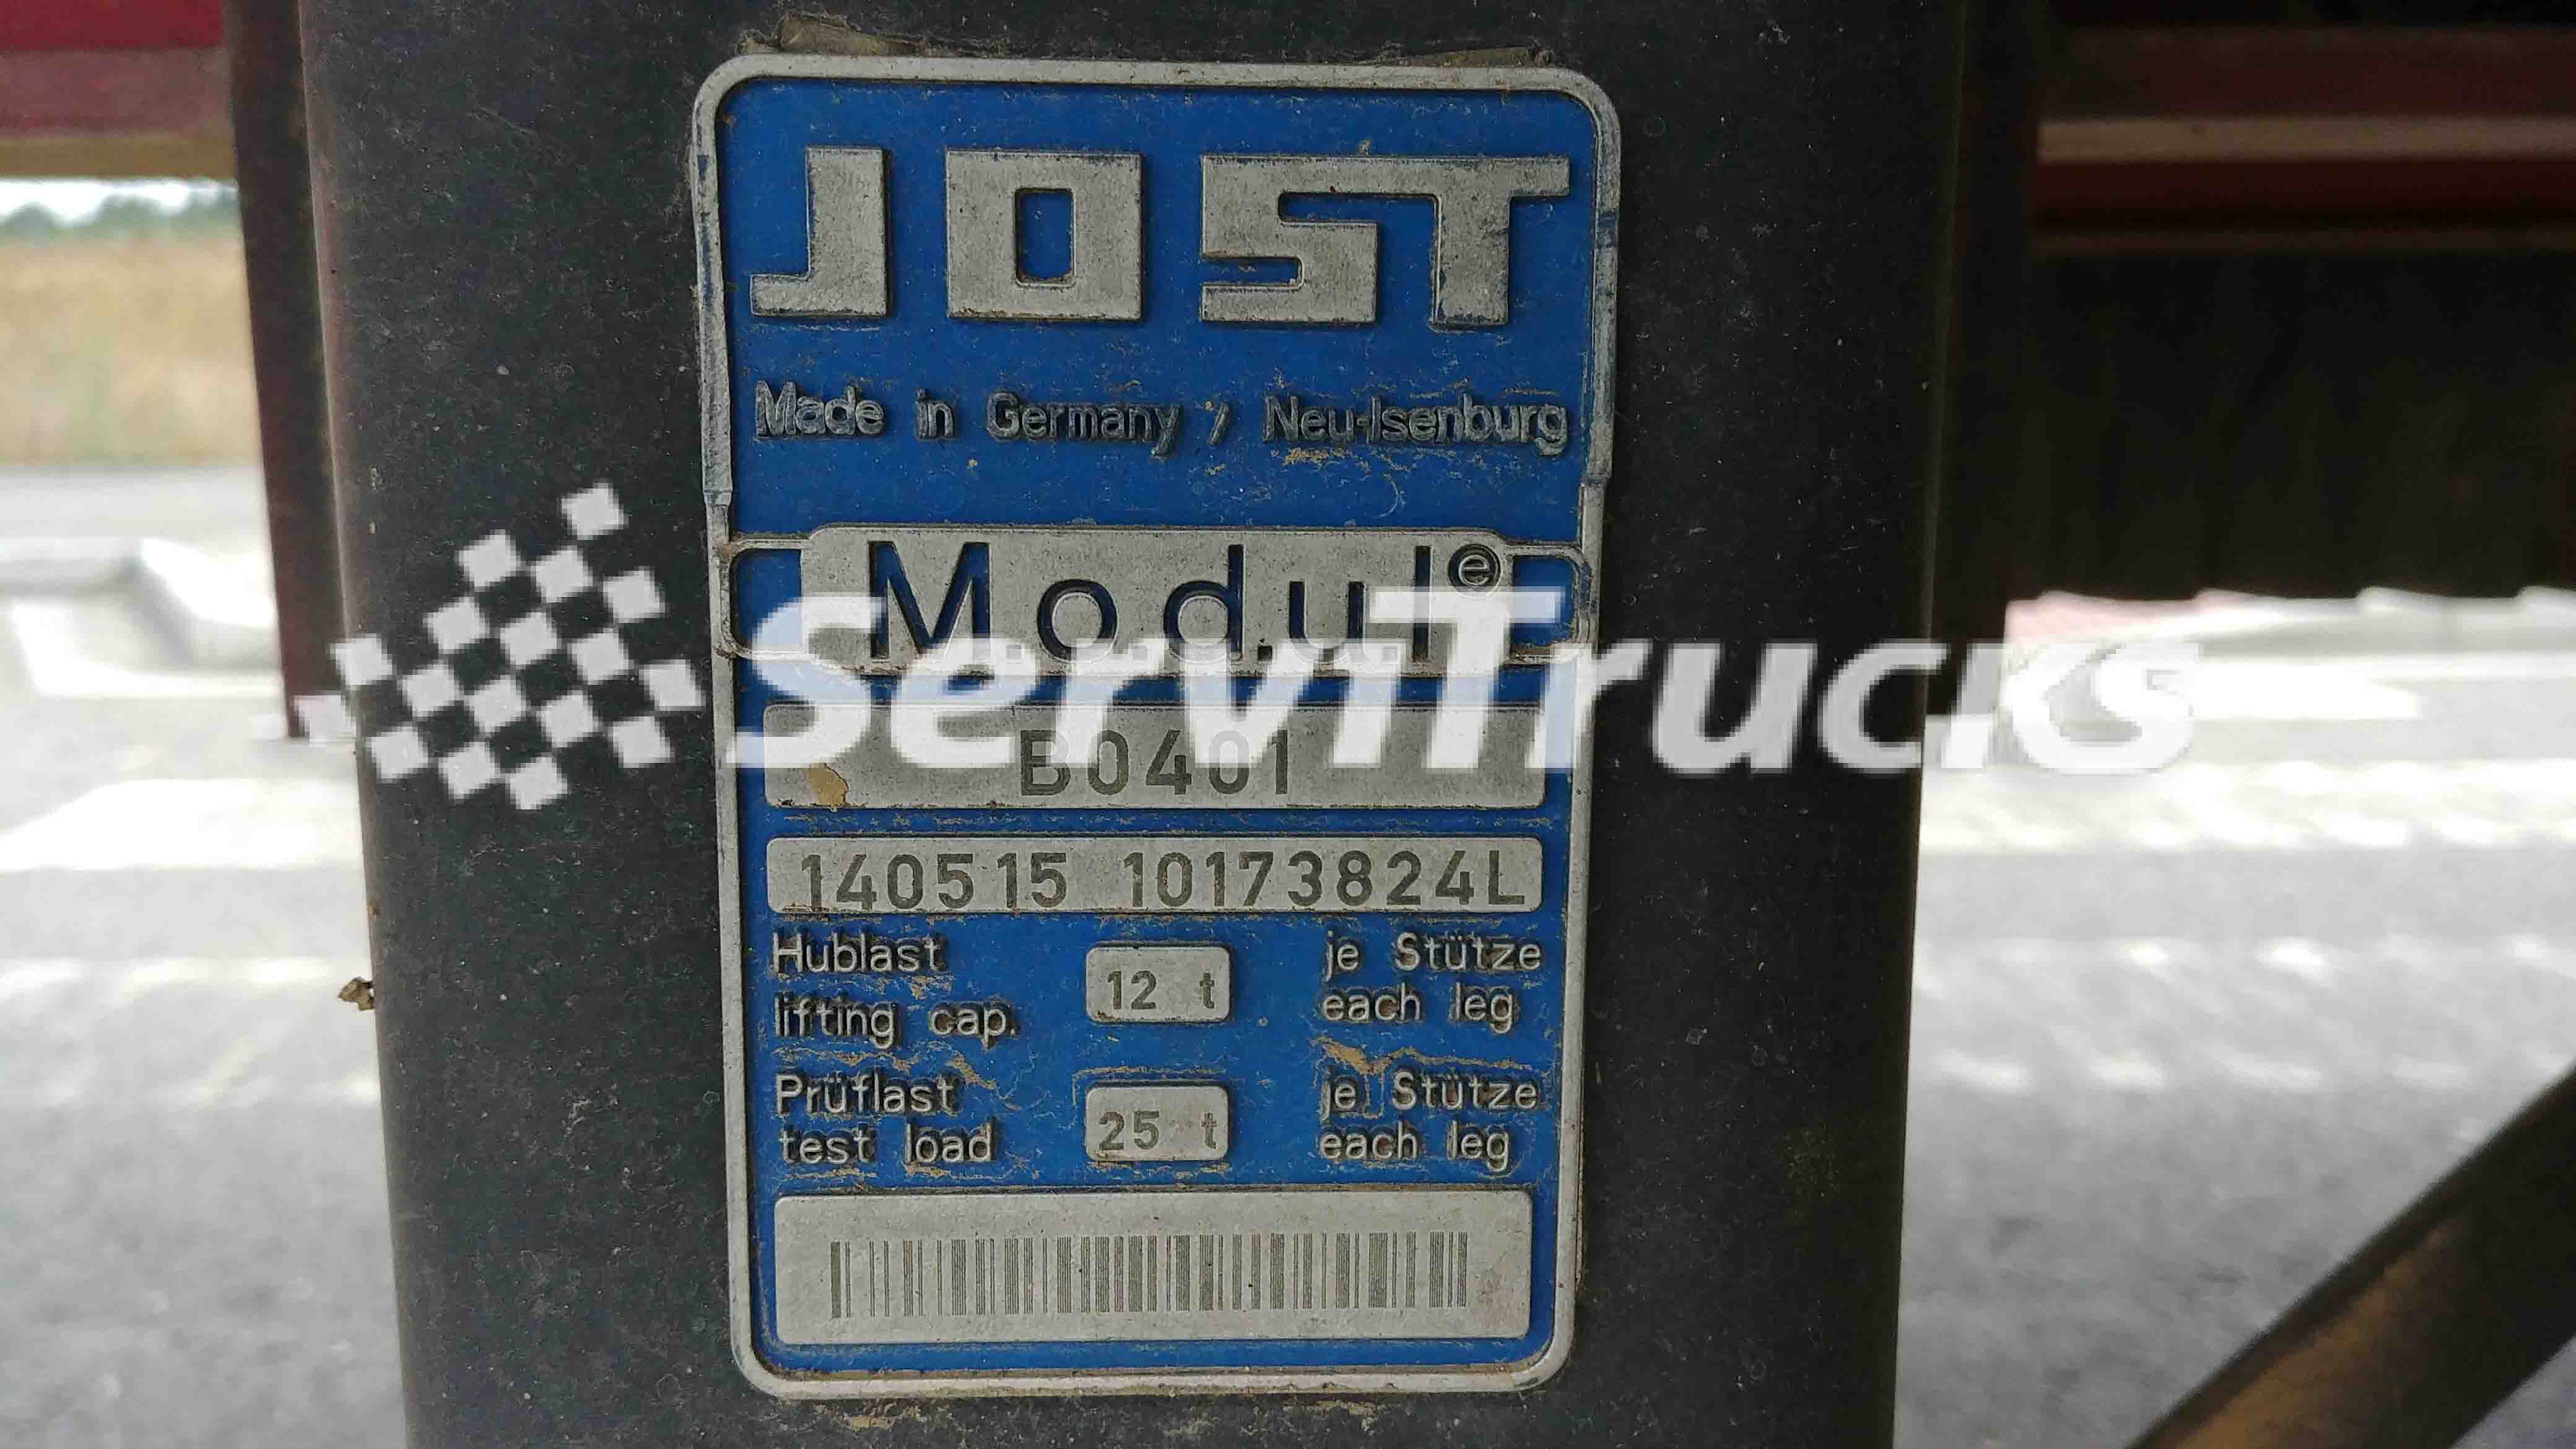 JOST
Made in Germany / Neu-Isenburg
M.o.d.u.l®
ServiTrucks
B0401
140515 10173824L
Hublast
lifting cap.
12 t
je Stütze
each leg
Prüflast
test load
25 t
je Stütze
each leg